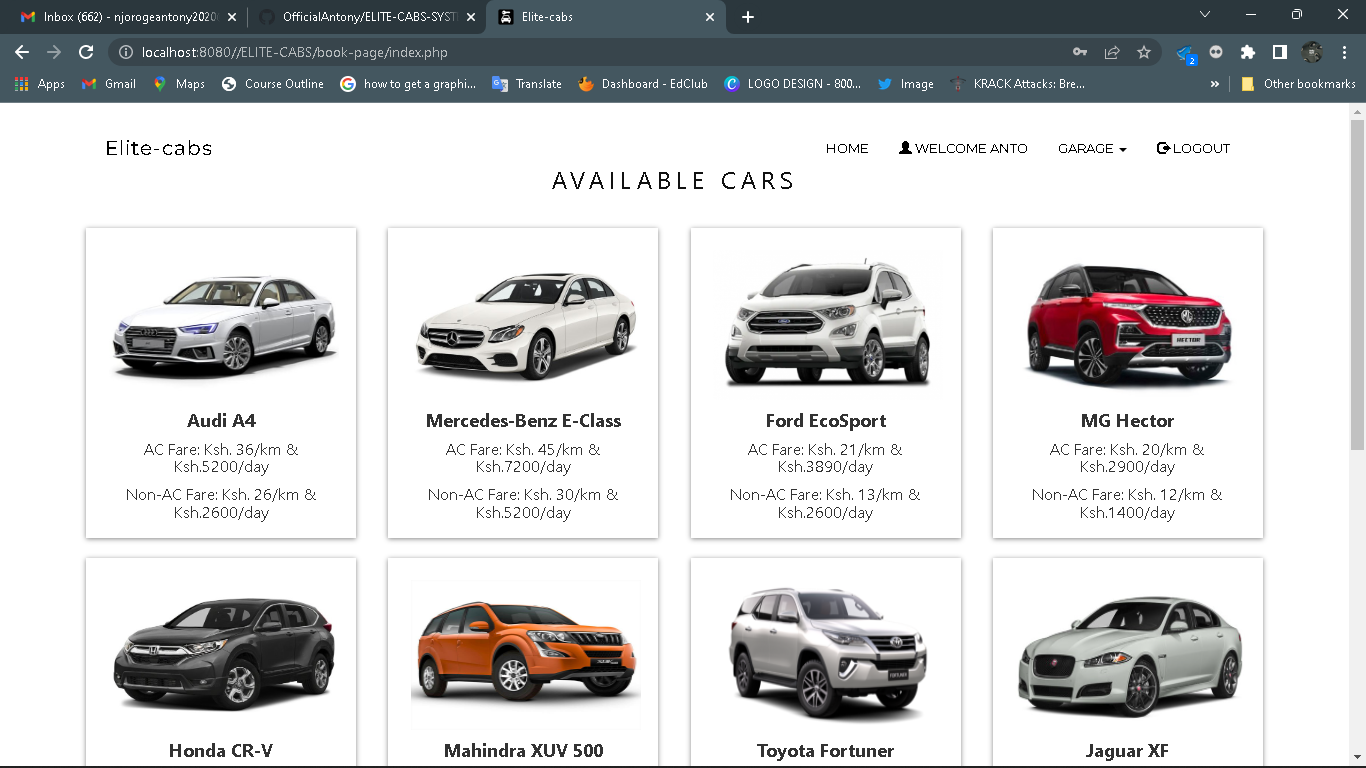 Inbox (662) - njorogeantony2020
OfficialAntony/ELITE-CABS-SYST
Elite-cabs
localhost:8080//ELITE-CABS/book-page/index.php
2
Apps
Gmail
Maps
Course Outline
how to get a graphi...
Translate
Dashboard - EdClub
LOGO DESIGN - 800...
Image
KRACK Attacks: Bre...
»
Other bookmarks
Elite-cabs
HOME
WELCOME ANTO
GARAGE
LOGOUT
AVAILABLE CARS
HECTOR
Audi A4
AC Fare: Ksh. 36/km &
Ksh.5200/day
Non-AC Fare: Ksh. 26/km &
Ksh.2600/day
Mercedes-Benz E-Class
AC Fare: Ksh. 45/km &
Ksh.7200/day
Non-AC Fare: Ksh. 30/km &
Ksh.5200/day
Ford EcoSport
AC Fare: Ksh. 21/km &
Ksh.3890/day
Non-AC Fare: Ksh. 13/km &
Ksh.2600/day
MG Hector
AC Fare: Ksh. 20/km &
Ksh.2900/day
Non-AC Fare: Ksh. 12/km &
Ksh.1400/day
FORTUNER
Honda CR-V
Mahindra XUV 500
Toyota Fortuner
Jaguar XF